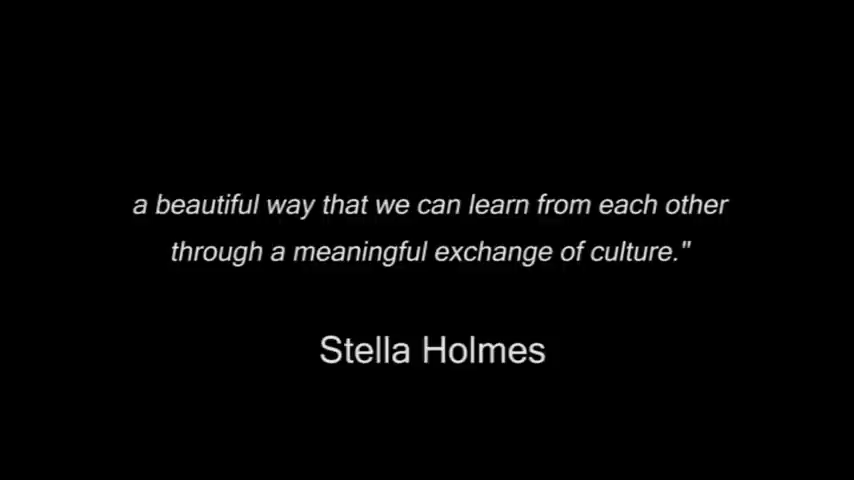 a beautiful way that we can learn from each other
through a meaningful exchange of culture."
Stella Holmes